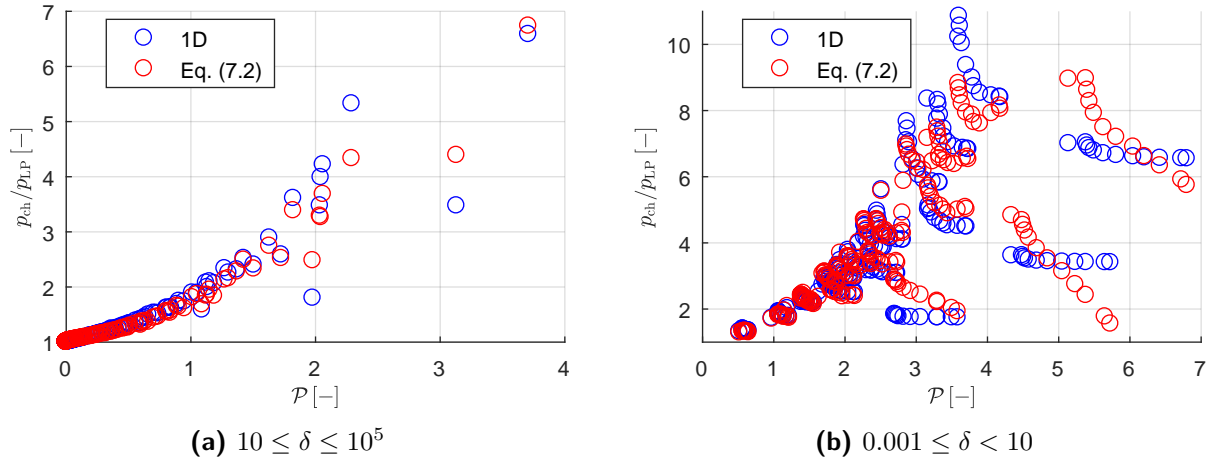 7
6
5
4
3
2
1
p_ch/p_LP [−]
1D
Eq. (7.2)
0 1 2 3 4
𝒫 [−]
(a) 10 ≤ δ ≤ 10^5
10
8
6
4
2
p_ch/p_LP [−]
1D
Eq. (7.2)
0 1 2 3 4 5 6 7
𝒫 [−]
(b) 0.001 ≤ δ < 10